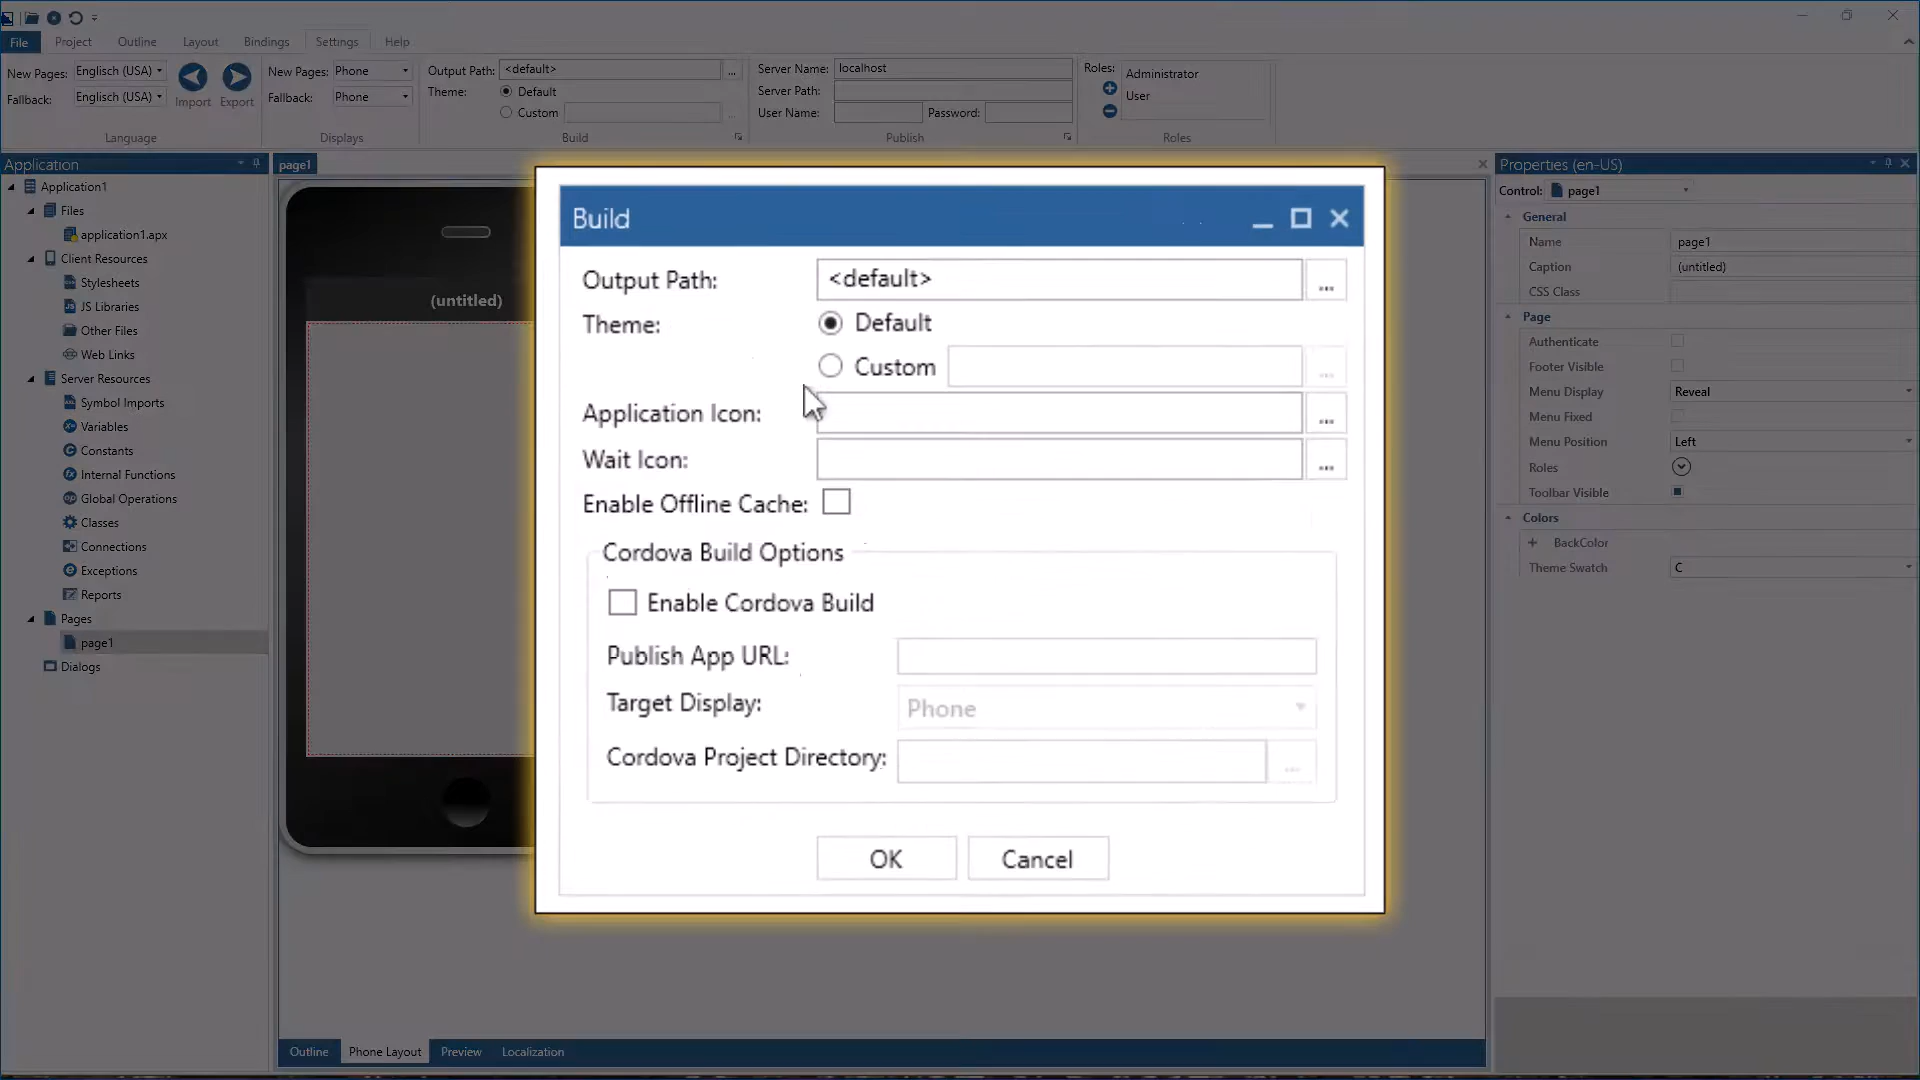 File Project Outline Layout Bindings Settings Help
New Pages: Englisch (USA)
Fallback: Englisch (USA)
Import Export
Language
New Pages: Phone
Fallback: Phone
Displays
Output Path: <default> ...
Theme: Default
Custom ...
Build
Server Name: localhost
Server Path:
User Name: Password:
Publish
Roles: Administrator
User
Roles
Application
Application1
Files
application1.apx
Client Resources
Stylesheets
JS Libraries
Other Files
Web Links
Server Resources
Symbol Imports
Variables
Constants
Internal Functions
Global Operations
Classes
Connections
Exceptions
Reports
Pages
page1
Dialogs
page1
(untitled)
Build
Output Path: <default> ...
Theme: Default
Custom ...
Application Icon: ...
Wait Icon: ...
Enable Offline Cache:
Cordova Build Options
Enable Cordova Build
Publish App URL:
Target Display: Phone
Cordova Project Directory: ...
OK Cancel
Outline Phone Layout Preview Localization
Properties (en-US)
Control: page1
General
Name page1
Caption (untitled)
CSS Class
Page
Authenticate
Footer Visible
Menu Display Reveal
Menu Fixed
Menu Position Left
Roles
Toolbar Visible
Colors
BackColor
Theme Swatch C